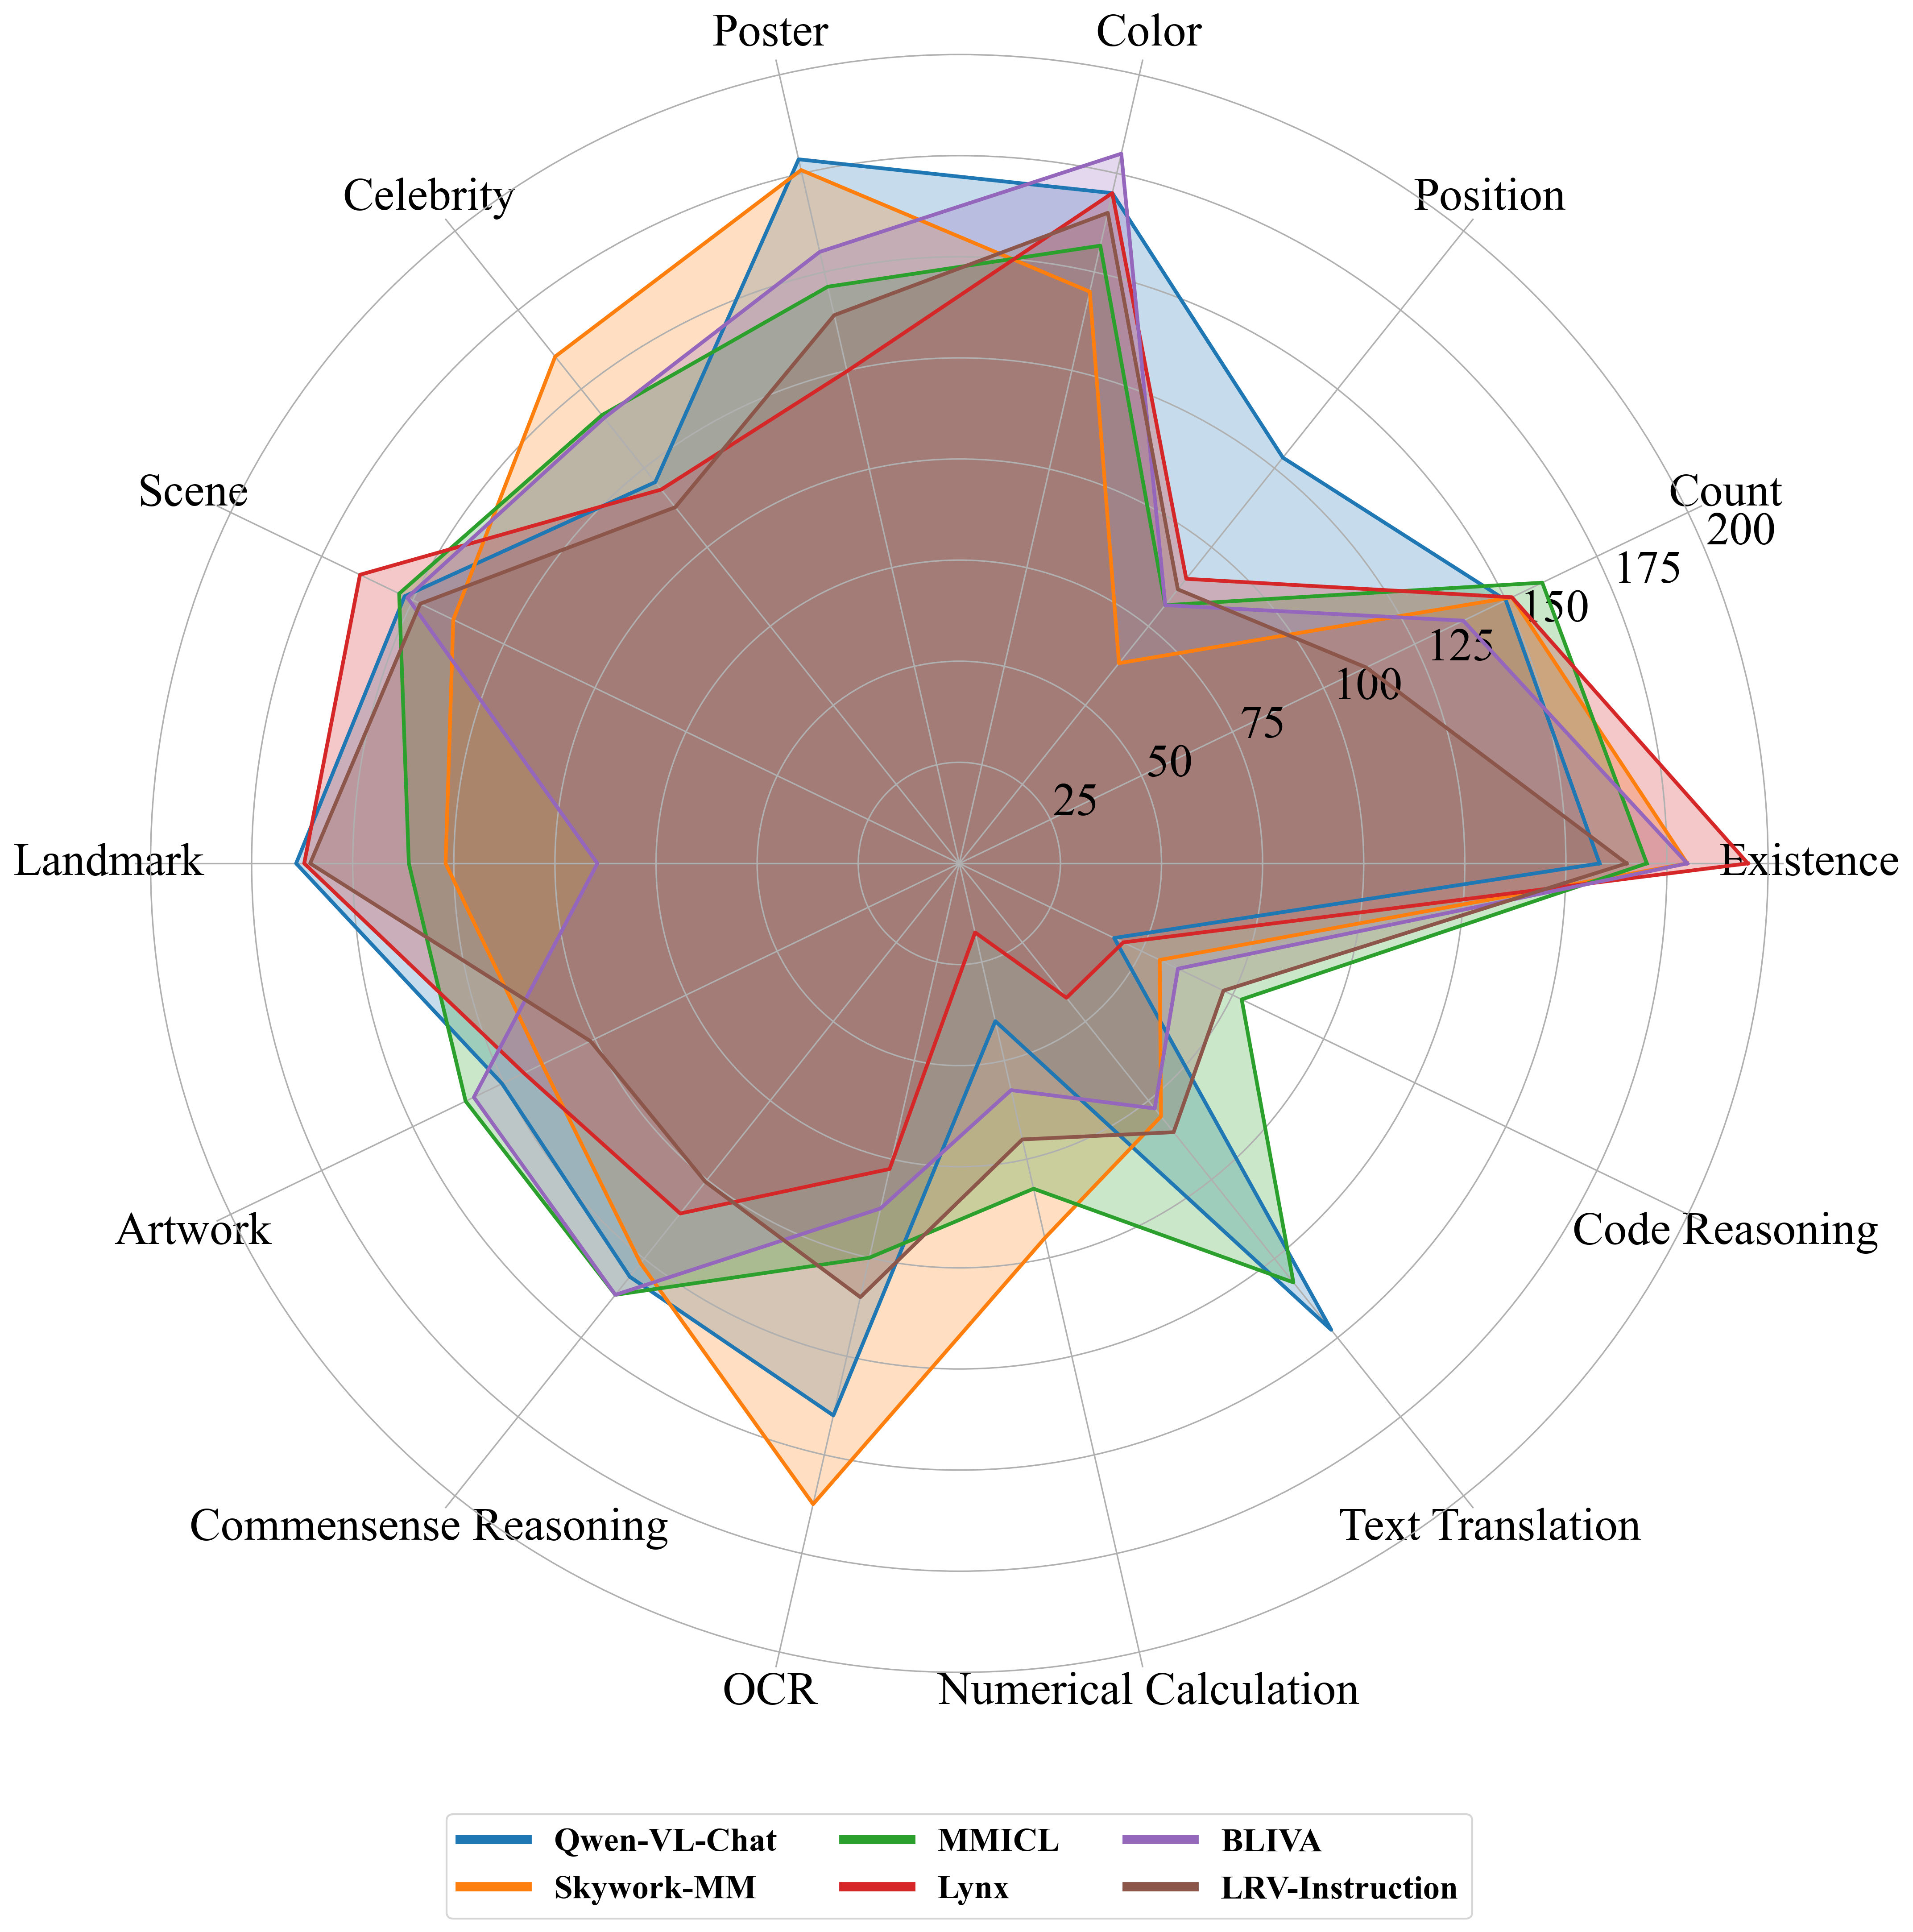 Poster
Color
Celebrity
Position
Scene
Count
200
175
150
125
100
75
50
25
Landmark
Existence
Artwork
Code Reasoning
Commensense Reasoning
Text Translation
OCR
Numerical Calculation
Qwen-VL-Chat
MMICL
BLIVA
Skywork-MM
Lynx
LRV-Instruction